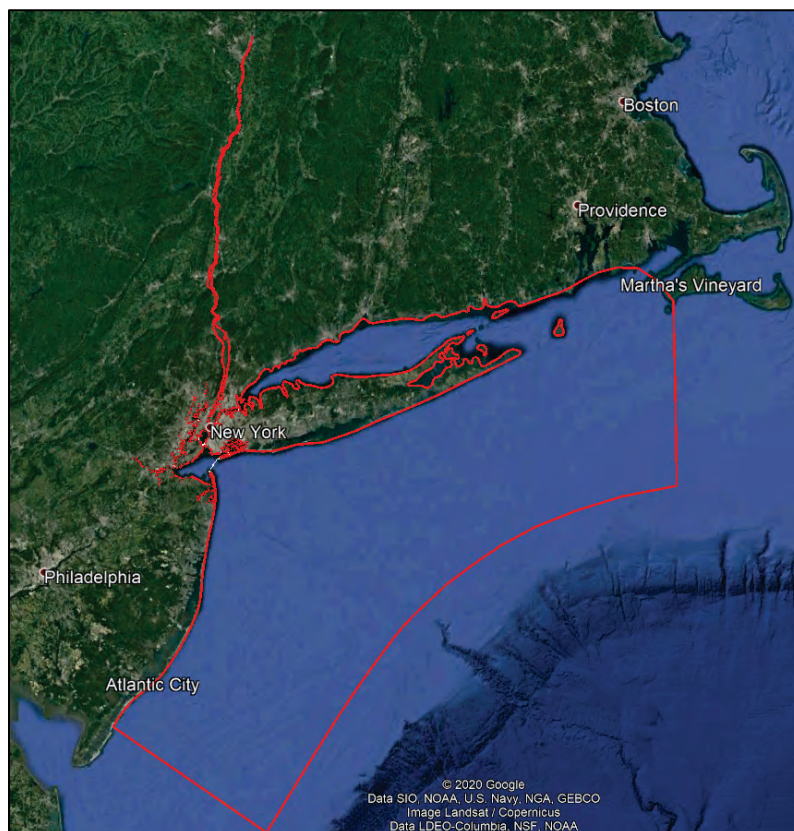 Boston
Providence
Martha's Vineyard
New York
Philadelphia
Atlantic City
© 2020 Google
Data SIO, NOAA, U.S. Navy, NGA, GEBCO
Image Landsat / Copernicus
Data LDEO-Columbia, NSF, NOAA